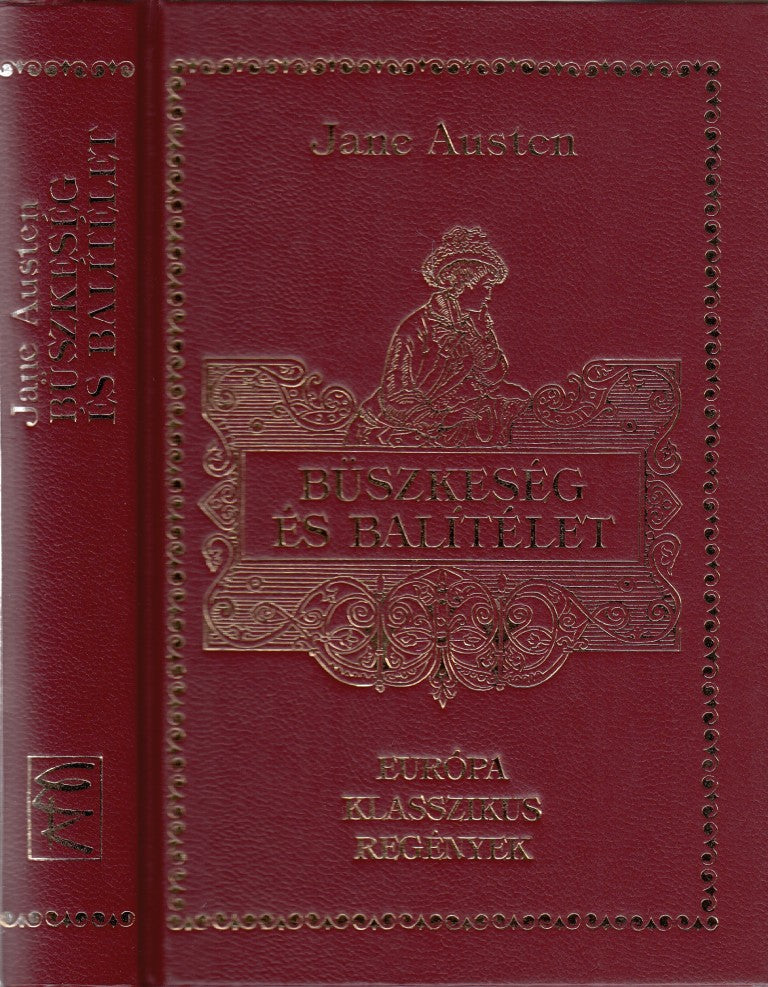 Jane Austen
BÜSZKESÉG
ÉS BALÍTÉLET
Jane Austen
BÜSZKESÉG
ÉS BALÍTÉLET
EURÓPA
KLASSZIKUS
REGÉNYEK